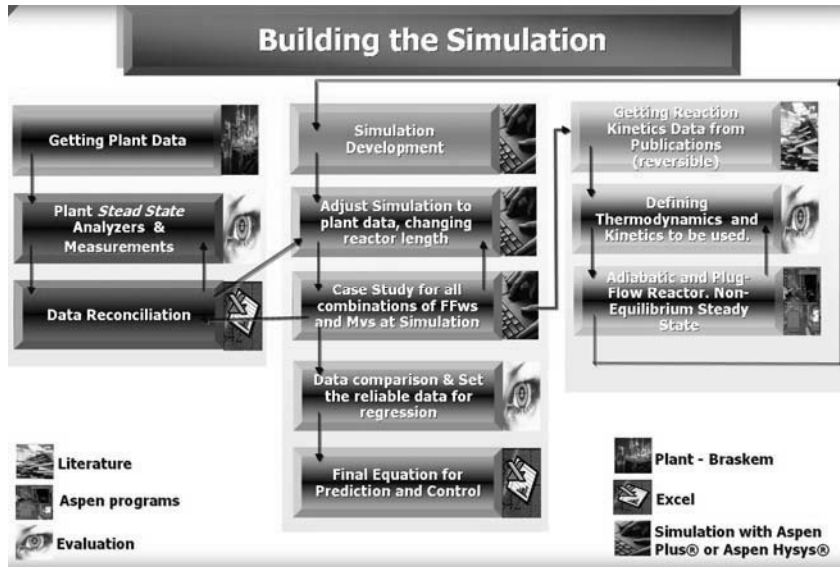 Building the Simulation
Getting Plant Data
Plant Stead State
Analyzers &
Measurements
Data Reconciliation
Simulation
Development
Adjust Simulation to
plant data, changing
reactor length
Case Study for all
combinations of FFws
and Mvs at Simulation
Data comparison & Set
the reliable data for
regression
Final Equation for
Prediction and Control
Getting Reaction
Kinetics Data from
Publications
(reversible)
Defining
Thermodynamics and
Kinetics to be used.
Adiabatic and Plug-
Flow Reactor. Non-
Equilibrium Steady
State
Literature
Aspen programs
Evaluation
Plant - Braskem
Excel
Simulation with Aspen
Plus® or Aspen Hysys®